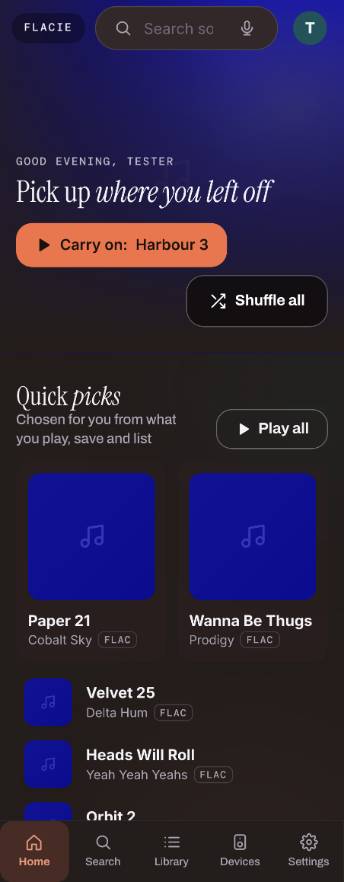 FLACIE
Search so
T
GOOD EVENING, TESTER
Pick up where you left off
Carry on: Harbour 3
Shuffle all
Quick picks
Chosen for you from what
you play, save and list
Play all
Paper 21
Cobalt Sky FLAC
Wanna Be Thugs
Prodigy FLAC
Velvet 25
Delta Hum FLAC
Heads Will Roll
Yeah Yeah Yeahs FLAC
Orbit 2
Home
Search
Library
Devices
Settings